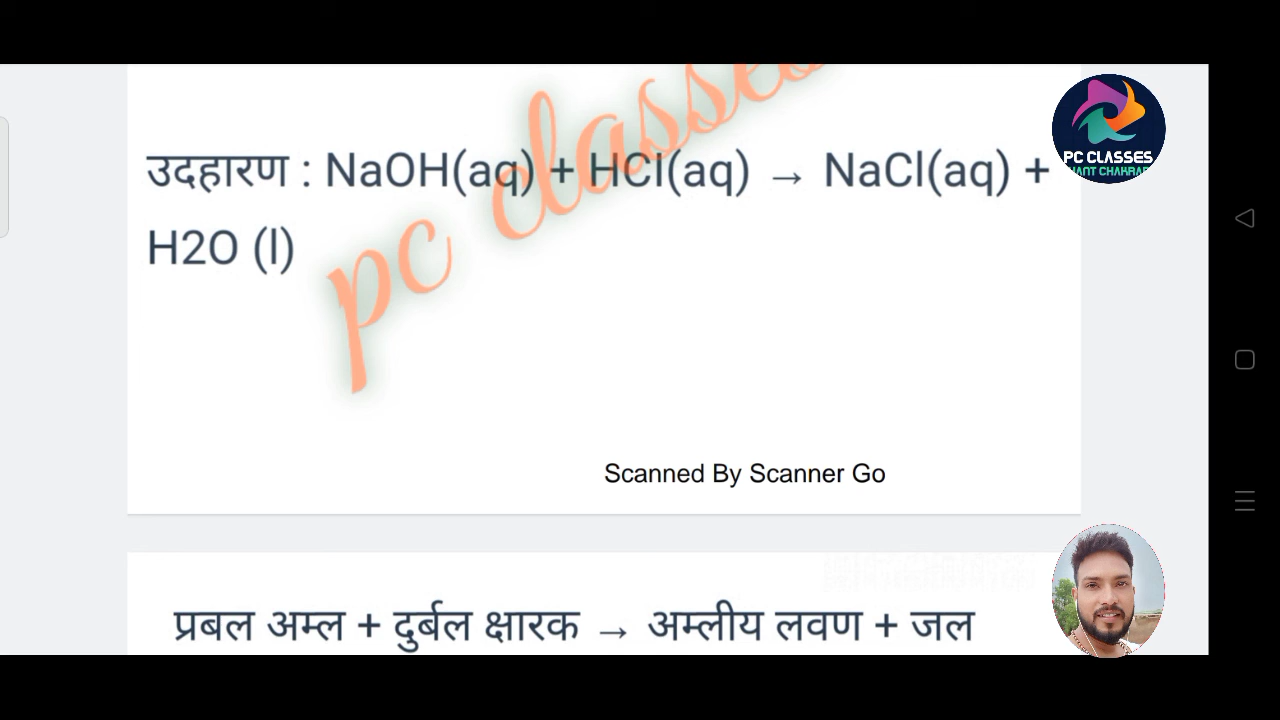 pc classes
उदहारण : NaOH(aq) + HCl(aq) → NaCl(aq) +
H2O (l)
Scanned By Scanner Go
प्रबल अम्ल + दुर्बल क्षारक → अम्लीय लवण + जल
PC CLASSES